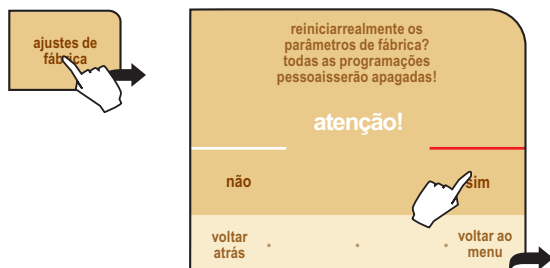 ajustes de
fábrica
reiniciarrealmente os
parâmetros de fábrica?
todas as programações
pessoaisserão apagadas!
atenção!
não
sim
voltar
atrás
voltar ao
menu